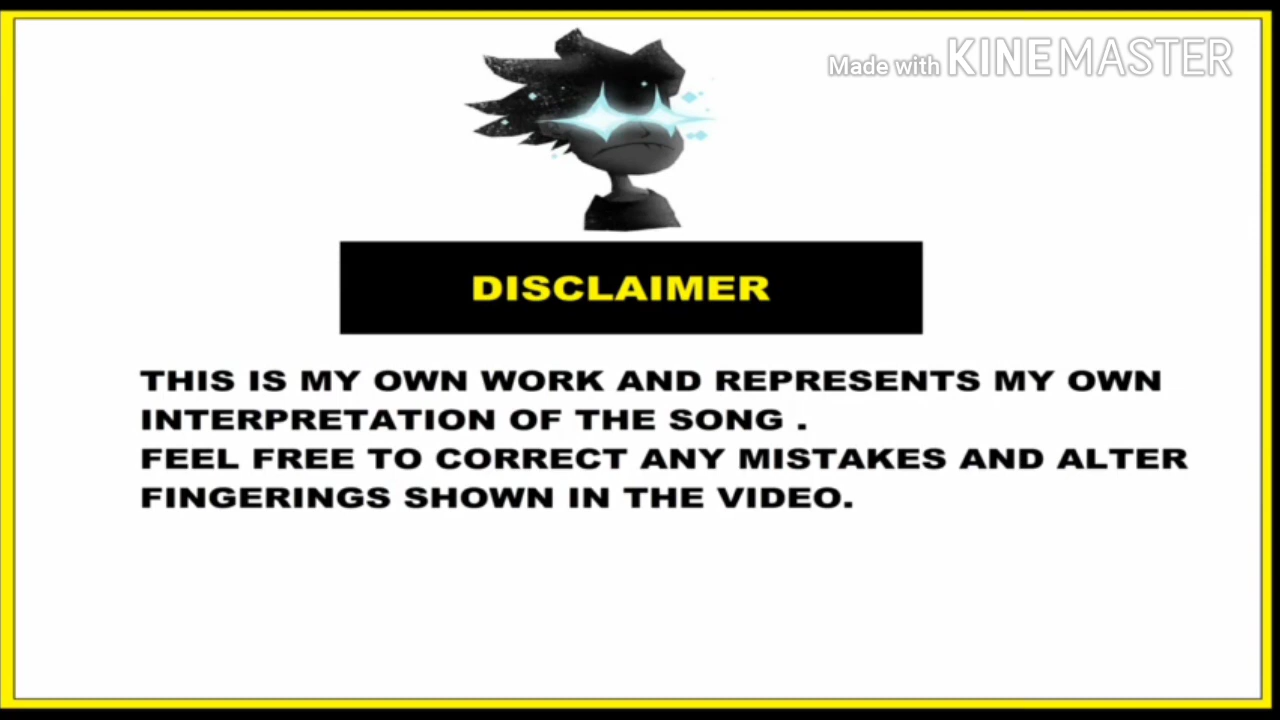 Made with KINEMASTER
DISCLAIMER
THIS IS MY OWN WORK AND REPRESENTS MY OWN
INTERPRETATION OF THE SONG .
FEEL FREE TO CORRECT ANY MISTAKES AND ALTER
FINGERINGS SHOWN IN THE VIDEO.